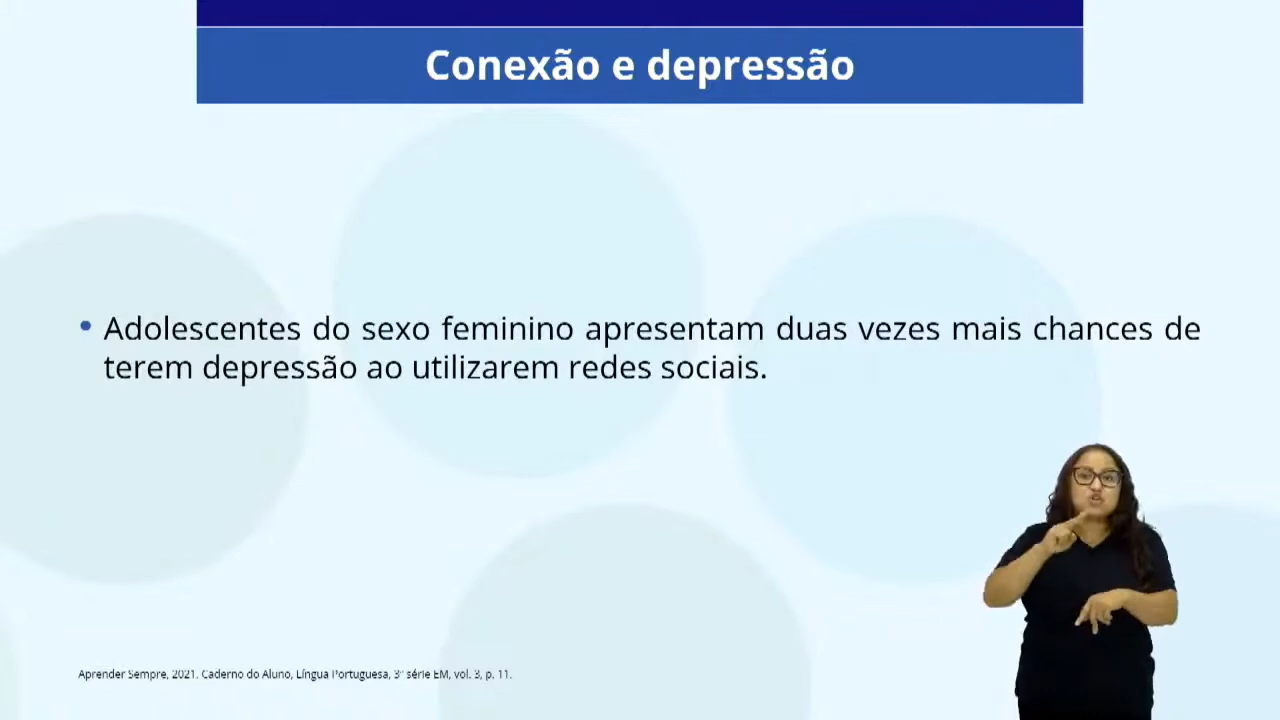 Conexão e depressão
• Adolescentes do sexo feminino apresentam duas vezes mais chances de
terem depressão ao utilizarem redes sociais.
Aprender Sempre, 2021. Caderno do Aluno, Língua Portuguesa, 3ª série EM, vol. 3, p. 11.